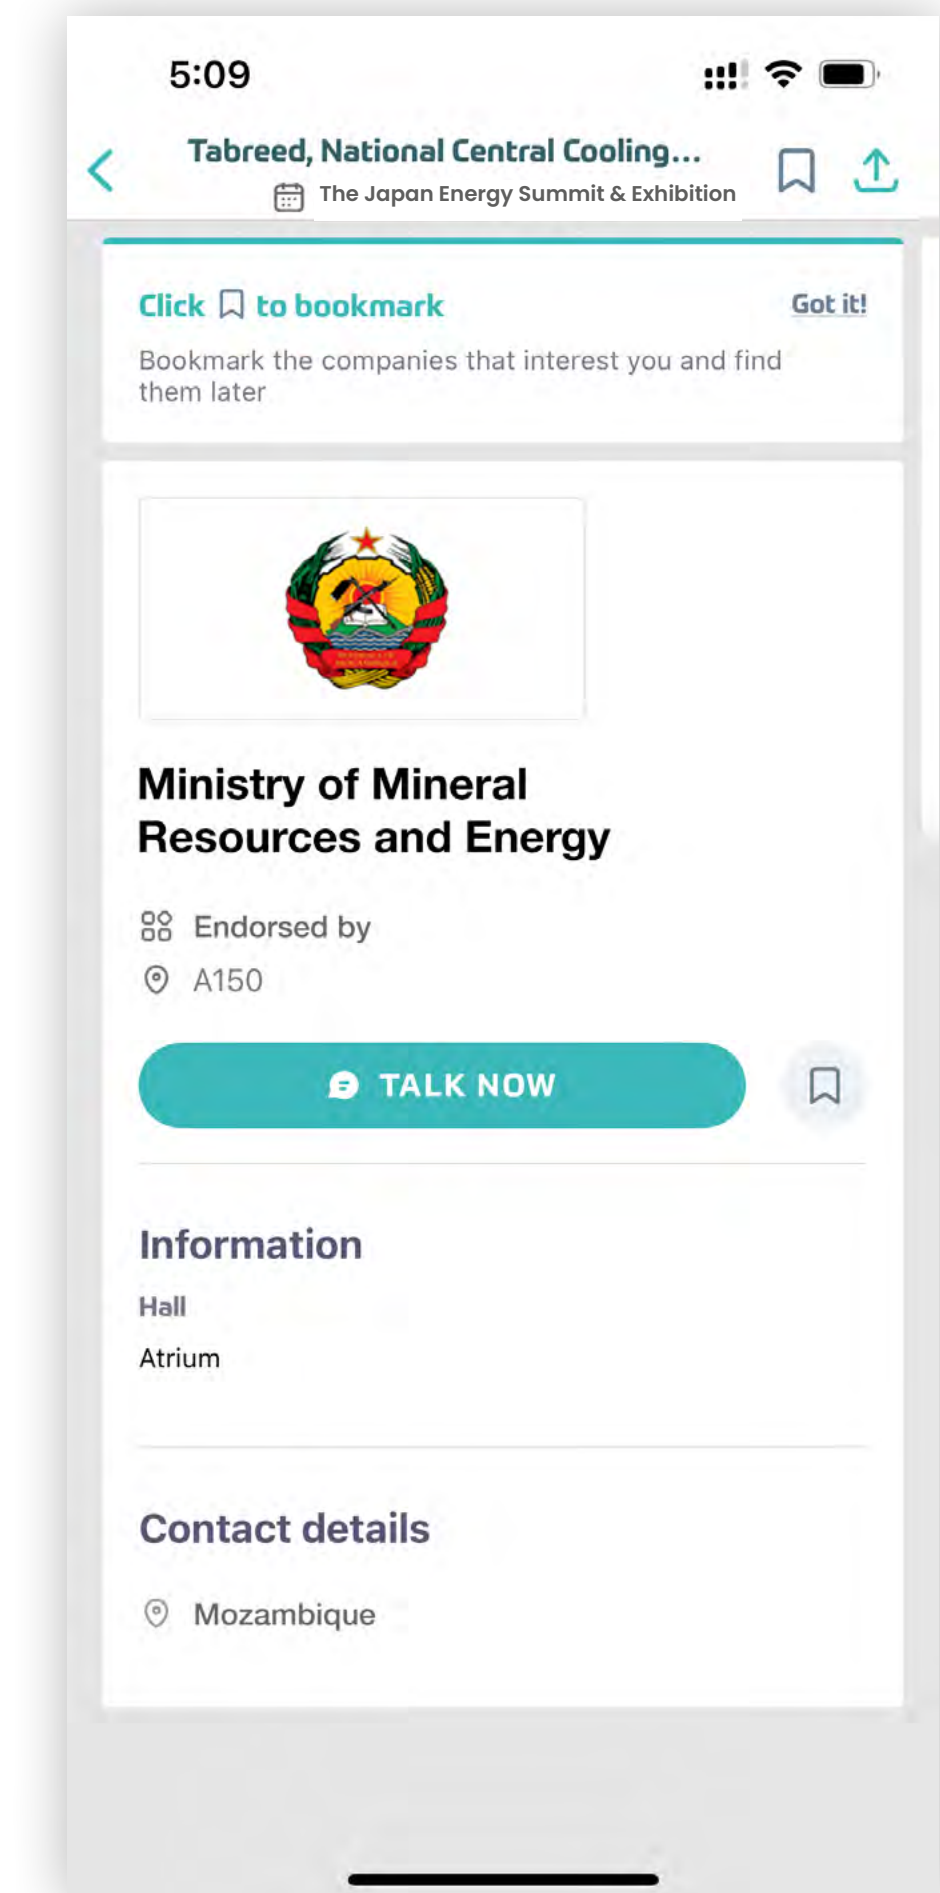 5:09
Tabreed, National Central Cooling...
The Japan Energy Summit & Exhibition
Click to bookmark
Got it!
Bookmark the companies that interest you and find
them later
Ministry of Mineral
Resources and Energy
Endorsed by
A150
TALK NOW
Information
Hall
Atrium
Contact details
Mozambique